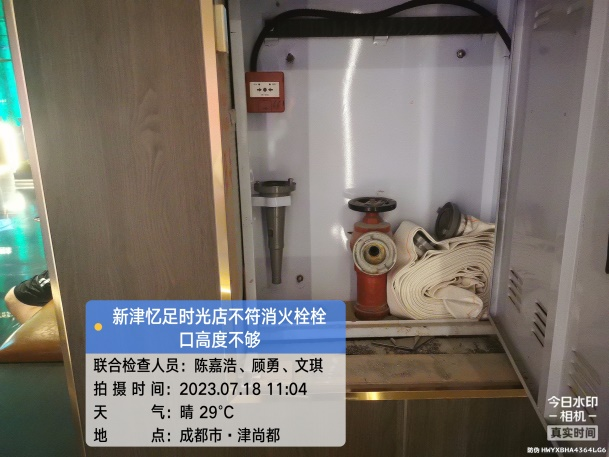 新津忆足时光店不符消火栓栓
口高度不够
联合检查人员：陈嘉浩、顾勇、文琪
拍 摄 时 间：2023.07.18 11:04
天 气：晴 29°C
地 点：成都市·津尚都
今日水印
相机
真实时间
防伪 HWYXBHA4364LG6